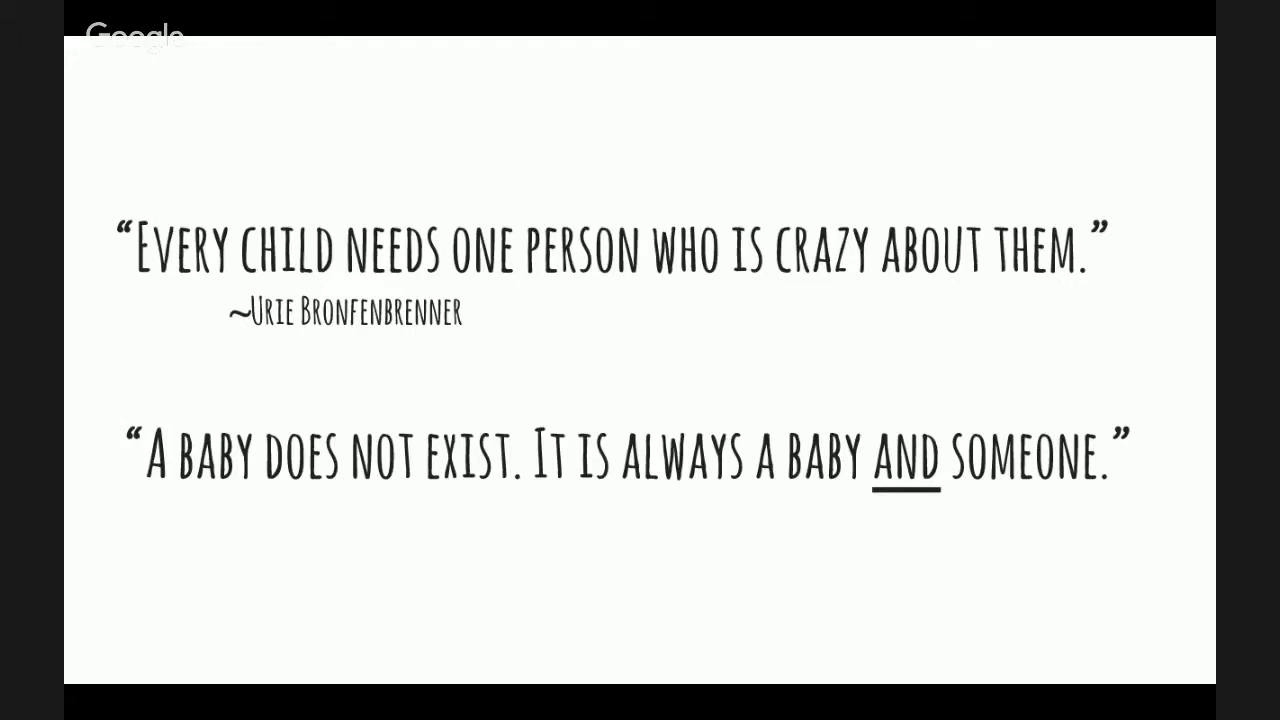 Google
“Every child needs one person who is crazy about them.”
~Urie Bronfenbrenner
“A baby does not exist. It is always a baby and someone.”